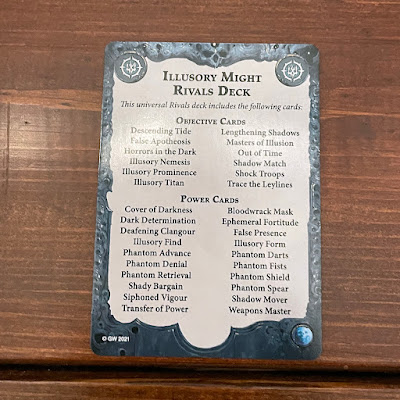 Illusory Might
Rivals Deck
This universal Rivals deck includes the following cards:
Objective Cards
Descending Tide
False Apotheosis
Horrors in the Dark
Illusory Nemesis
Illusory Prominence
Illusory Titan
Lengthening Shadows
Masters of Illusion
Out of Time
Shadow Match
Shock Troops
Trace the Leylines
Power Cards
Cover of Darkness
Dark Determination
Deafening Clangour
Illusory Find
Phantom Advance
Phantom Denial
Phantom Retrieval
Shady Bargain
Siphoned Vigour
Transfer of Power
Bloodwrack Mask
Ephemeral Fortitude
False Presence
Illusory Form
Phantom Darts
Phantom Fists
Phantom Shield
Phantom Spear
Shadow Mover
Weapons Master
© GW 2021